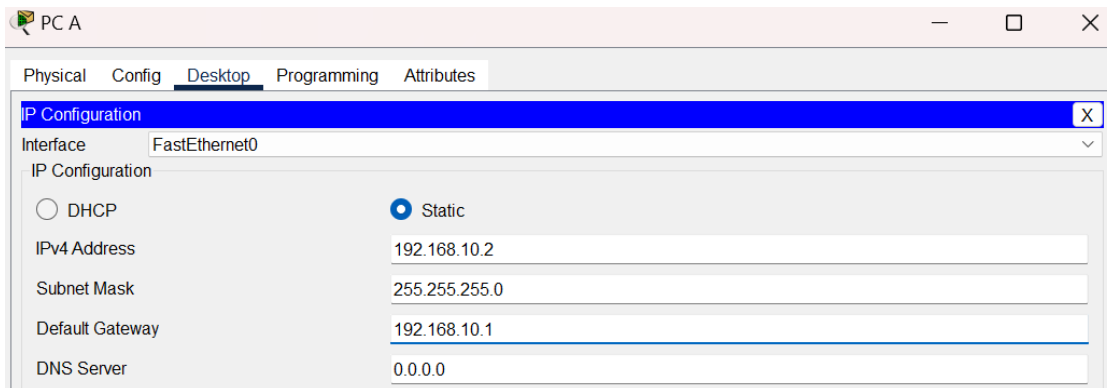 PC A
Physical Config Desktop Programming Attributes
IP Configuration X
Interface FastEthernet0
IP Configuration
DHCP Static
IPv4 Address 192.168.10.2
Subnet Mask 255.255.255.0
Default Gateway 192.168.10.1
DNS Server 0.0.0.0